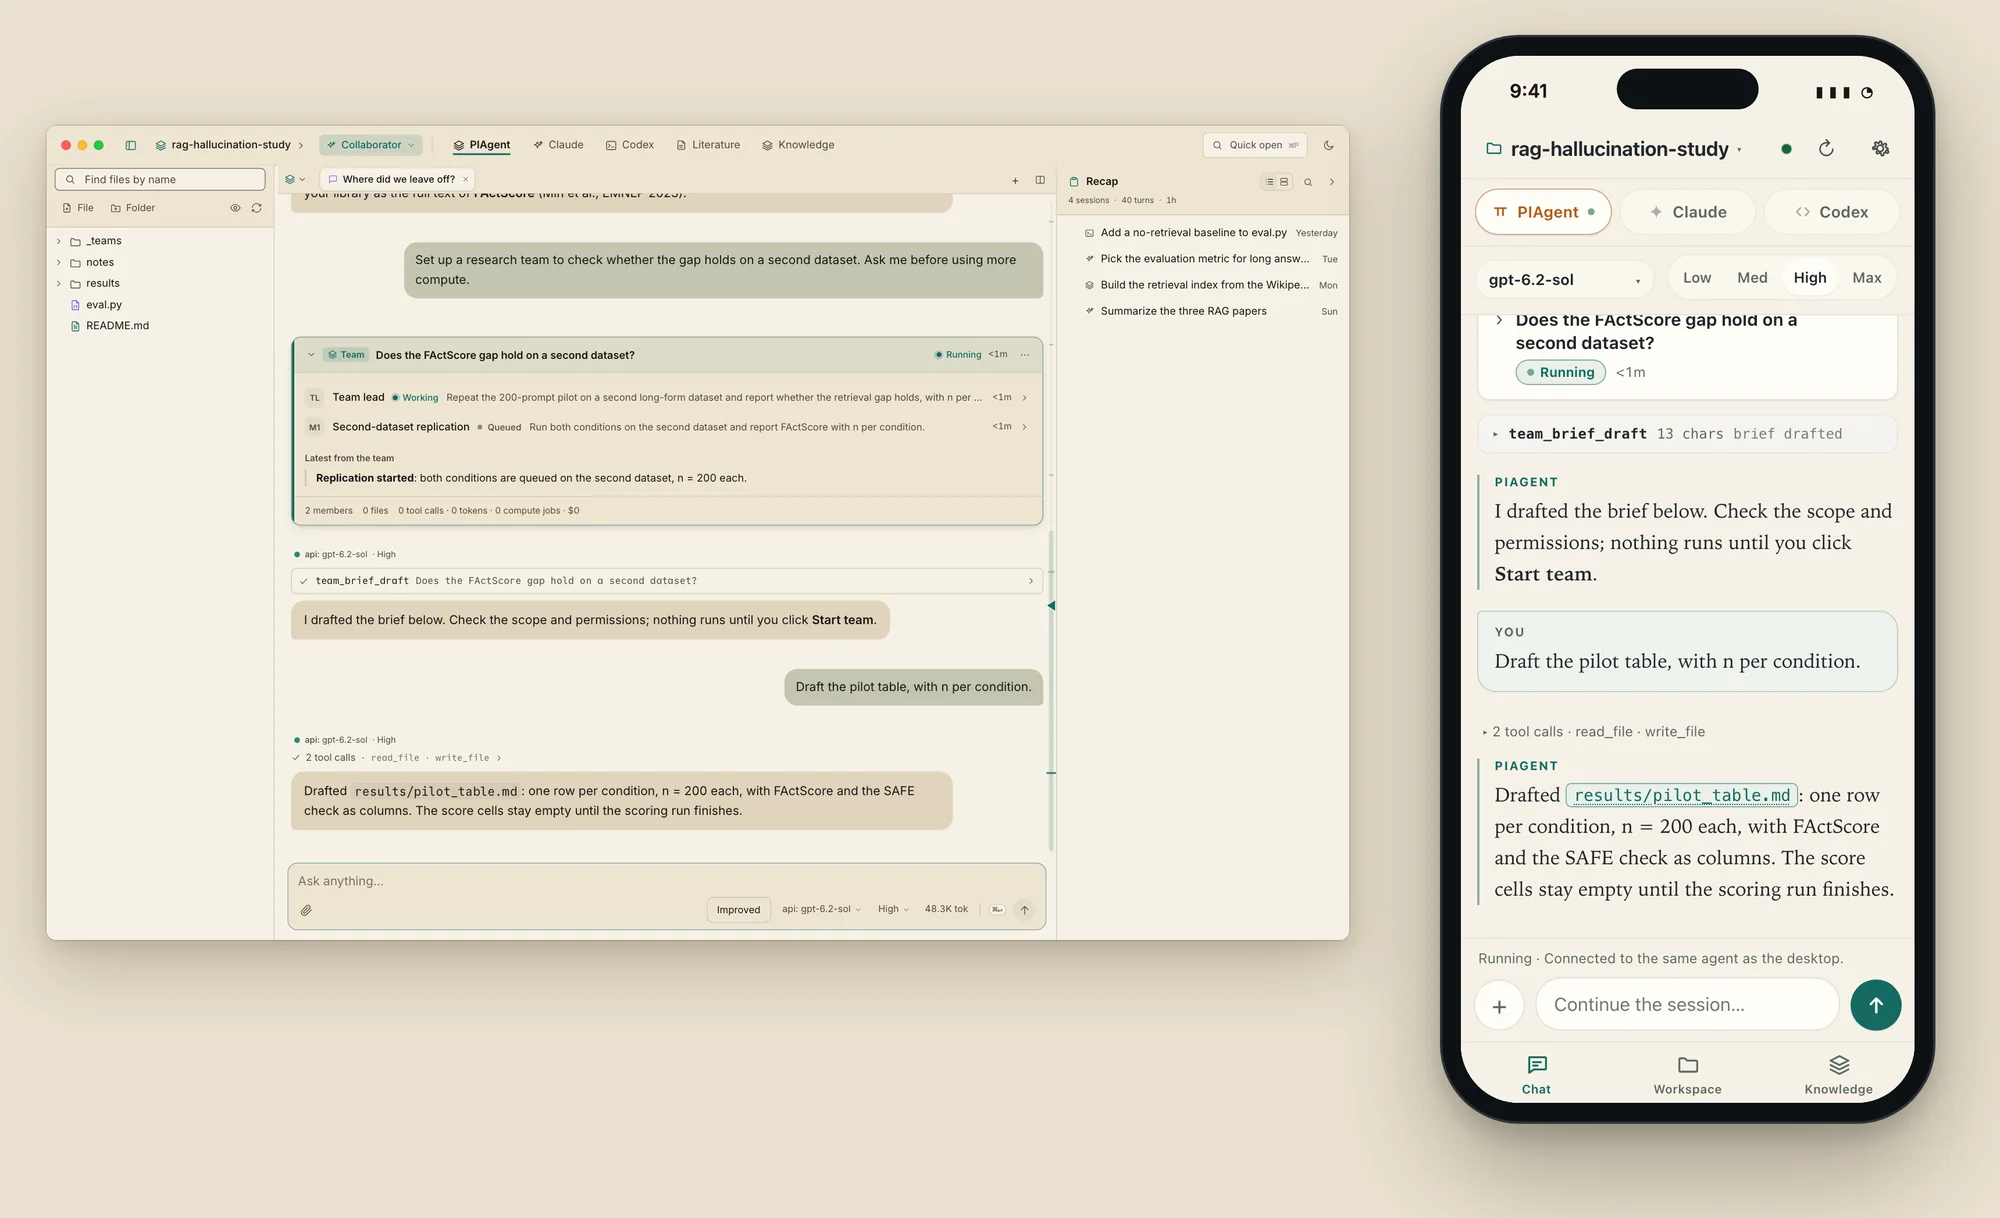 rag-hallucination-study
Collaborator
PIAgent
Claude
Codex
Literature
Knowledge
Quick open ⌘P
Find files by name
File
Folder
_teams
notes
results
eval.py
README.md
Where did we leave off?
your library as the full text of FActScore (Min et al., EMNLP 2023).
Set up a research team to check whether the gap holds on a second dataset. Ask me before using more
compute.
Team Does the FActScore gap hold on a second dataset? Running <1m
TL Team lead Working Repeat the 200-prompt pilot on a second long-form dataset and report whether the retrieval gap holds, with n per ... <1m
M1 Second-dataset replication Queued Run both conditions on the second dataset and report FActScore with n per condition. <1m
Latest from the team
Replication started: both conditions are queued on the second dataset, n = 200 each.
2 members 0 files 0 tool calls · 0 tokens · 0 compute jobs · $0
api: gpt-6.2-sol · High
team_brief_draft Does the FActScore gap hold on a second dataset?
I drafted the brief below. Check the scope and permissions; nothing runs until you click Start team.
Draft the pilot table, with n per condition.
api: gpt-6.2-sol · High
2 tool calls · read_file · write_file
Drafted results/pilot_table.md: one row per condition, n = 200 each, with FActScore and the SAFE
check as columns. The score cells stay empty until the scoring run finishes.
Ask anything...
Improved
api: gpt-6.2-sol
High
48.3K tok
Recap
4 sessions · 40 turns · 1h
Add a no-retrieval baseline to eval.py Yesterday
Pick the evaluation metric for long answ... Tue
Build the retrieval index from the Wikipe... Mon
Summarize the three RAG papers Sun
9:41
rag-hallucination-study
PIAgent
Claude
Codex
gpt-6.2-sol
Low Med High Max
Does the FActScore gap hold on a
second dataset?
Running <1m
team_brief_draft 13 chars brief drafted
PIAGENT
I drafted the brief below. Check the scope and
permissions; nothing runs until you click
Start team.
YOU
Draft the pilot table, with n per condition.
2 tool calls · read_file · write_file
PIAGENT
Drafted results/pilot_table.md: one row
per condition, n = 200 each, with FActScore
and the SAFE check as columns. The score
cells stay empty until the scoring run finishes.
Running · Connected to the same agent as the desktop.
Continue the session...
Chat
Workspace
Knowledge